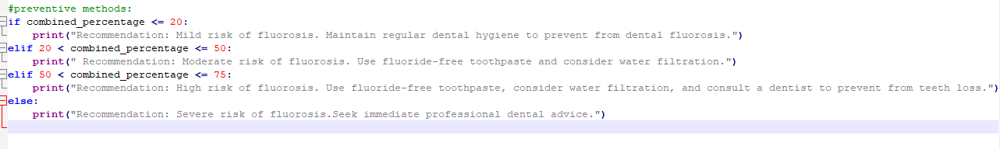 #preventive methods:
if combined_percentage <= 20:
    print("Recommendation: Mild risk of fluorosis. Maintain regular dental hygiene to prevent from dental fluorosis.")
elif 20 < combined_percentage <= 50:
    print(" Recommendation: Moderate risk of fluorosis. Use fluoride-free toothpaste and consider water filtration.")
elif 50 < combined_percentage <= 75:
    print("Recommendation: High risk of fluorosis. Use fluoride-free toothpaste, consider water filtration, and consult a dentist to prevent from teeth loss.")
else:
    print("Recommendation: Severe risk of fluorosis.Seek immediate professional dental advice.")